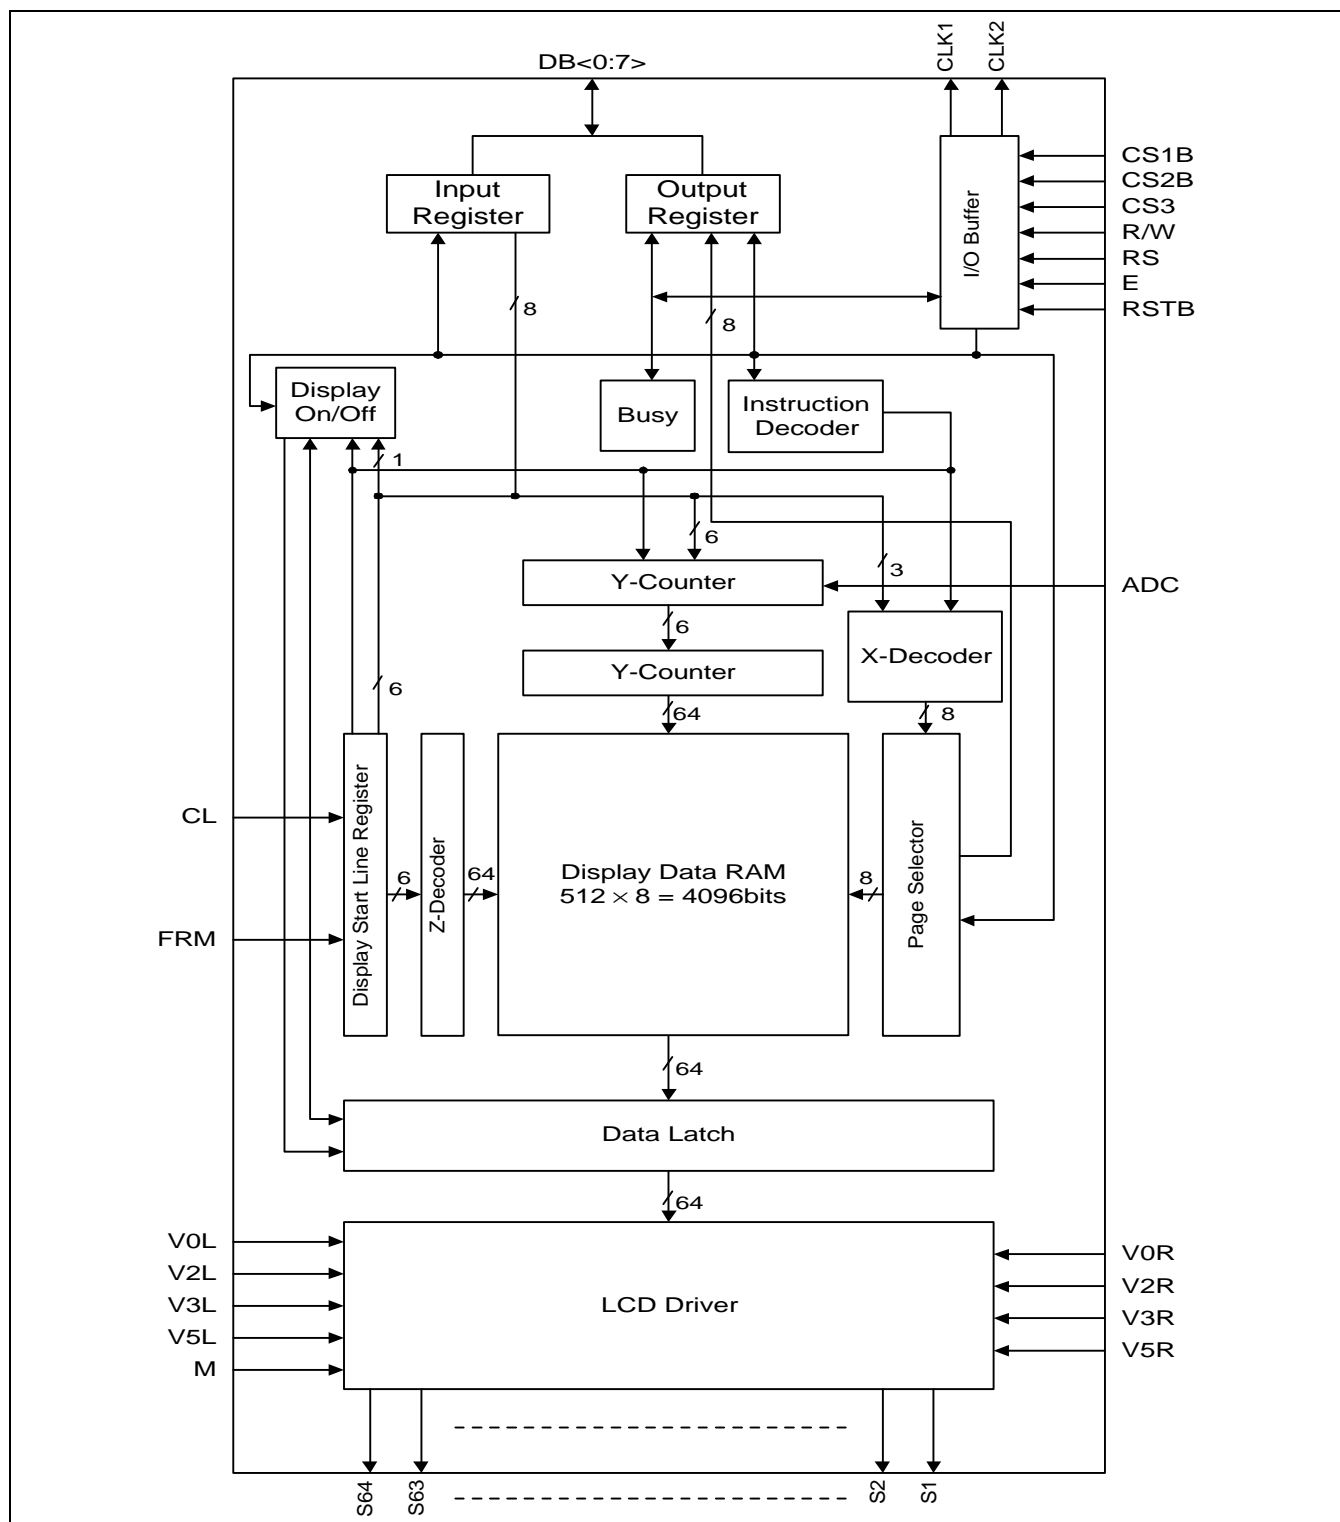 DB<0:7>
CLK1
CLK2
Input
Register
Output
Register
I/O Buffer
CS1B
CS2B
CS3
R/W
RS
E
RSTB
8
8
Display
On/Off
Busy
Instruction
Decoder
1
6
3
Y-Counter
ADC
6
X-Decoder
Y-Counter
6
64
8
CL
FRM
Display Start Line Register
6
Z-Decoder
64
Display Data RAM
512 × 8 = 4096bits
8
Page Selector
64
Data Latch
64
V0L
V2L
V3L
V5L
M
LCD Driver
V0R
V2R
V3R
V5R
S64
S63
S2
S1